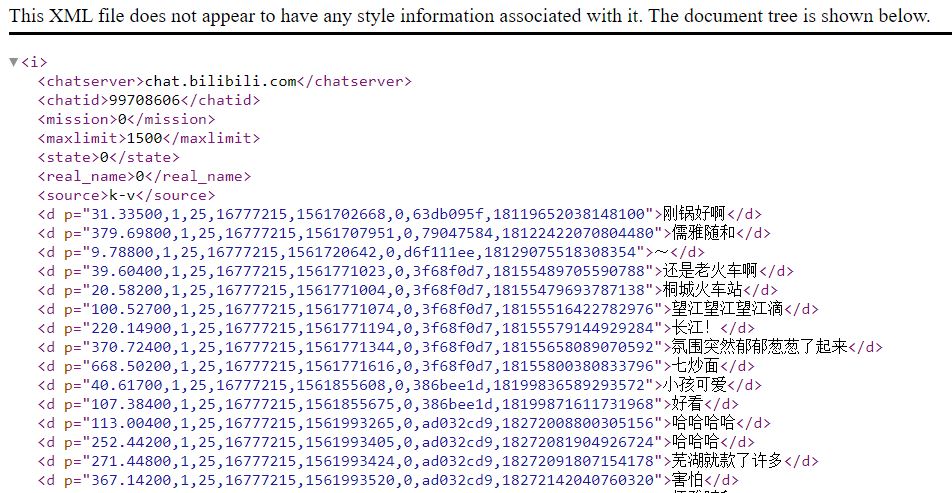 This XML file does not appear to have any style information associated with it. The document tree is shown below.
▼<i>
<chatserver>chat.bilibili.com</chatserver>
<chatid>99708606</chatid>
<mission>0</mission>
<maxlimit>1500</maxlimit>
<state>0</state>
<real_name>0</real_name>
<source>k-v</source>
<d p="31.33500,1,25,16777215,1561702668,0,63db095f,18119652038148100">刚锅好啊</d>
<d p="379.69800,1,25,16777215,1561707951,0,79047584,18122422070804480">儒雅随和</d>
<d p="9.78800,1,25,16777215,1561720642,0,d6f111ee,18129075518308354">~</d>
<d p="39.60400,1,25,16777215,1561771023,0,3f68f0d7,18155489705590788">还是老火车啊</d>
<d p="20.58200,1,25,16777215,1561771004,0,3f68f0d7,18155479693787138">桐城火车站</d>
<d p="100.52700,1,25,16777215,1561771074,0,3f68f0d7,18155516422782976">望江望江望江滴</d>
<d p="220.14900,1,25,16777215,1561771194,0,3f68f0d7,18155579144929284">长江！</d>
<d p="370.72400,1,25,16777215,1561771344,0,3f68f0d7,18155658089070592">氛围突然郁郁葱葱了起来</d>
<d p="668.50200,1,25,16777215,1561771616,0,3f68f0d7,18155800380833796">七炒面</d>
<d p="40.61700,1,25,16777215,1561855608,0,386bee1d,18199836589293572">小孩可爱</d>
<d p="107.38400,1,25,16777215,1561855675,0,386bee1d,18199871611731968">好看</d>
<d p="113.00400,1,25,16777215,1561993265,0,ad032cd9,18272008800305156">哈哈哈哈</d>
<d p="252.44200,1,25,16777215,1561993405,0,ad032cd9,18272081904926724">哈哈哈</d>
<d p="271.44800,1,25,16777215,1561993424,0,ad032cd9,18272091807154178">芜湖就款了许多</d>
<d p="367.14200,1,25,16777215,1561993520,0,ad032cd9,18272142040760320">害怕</d>